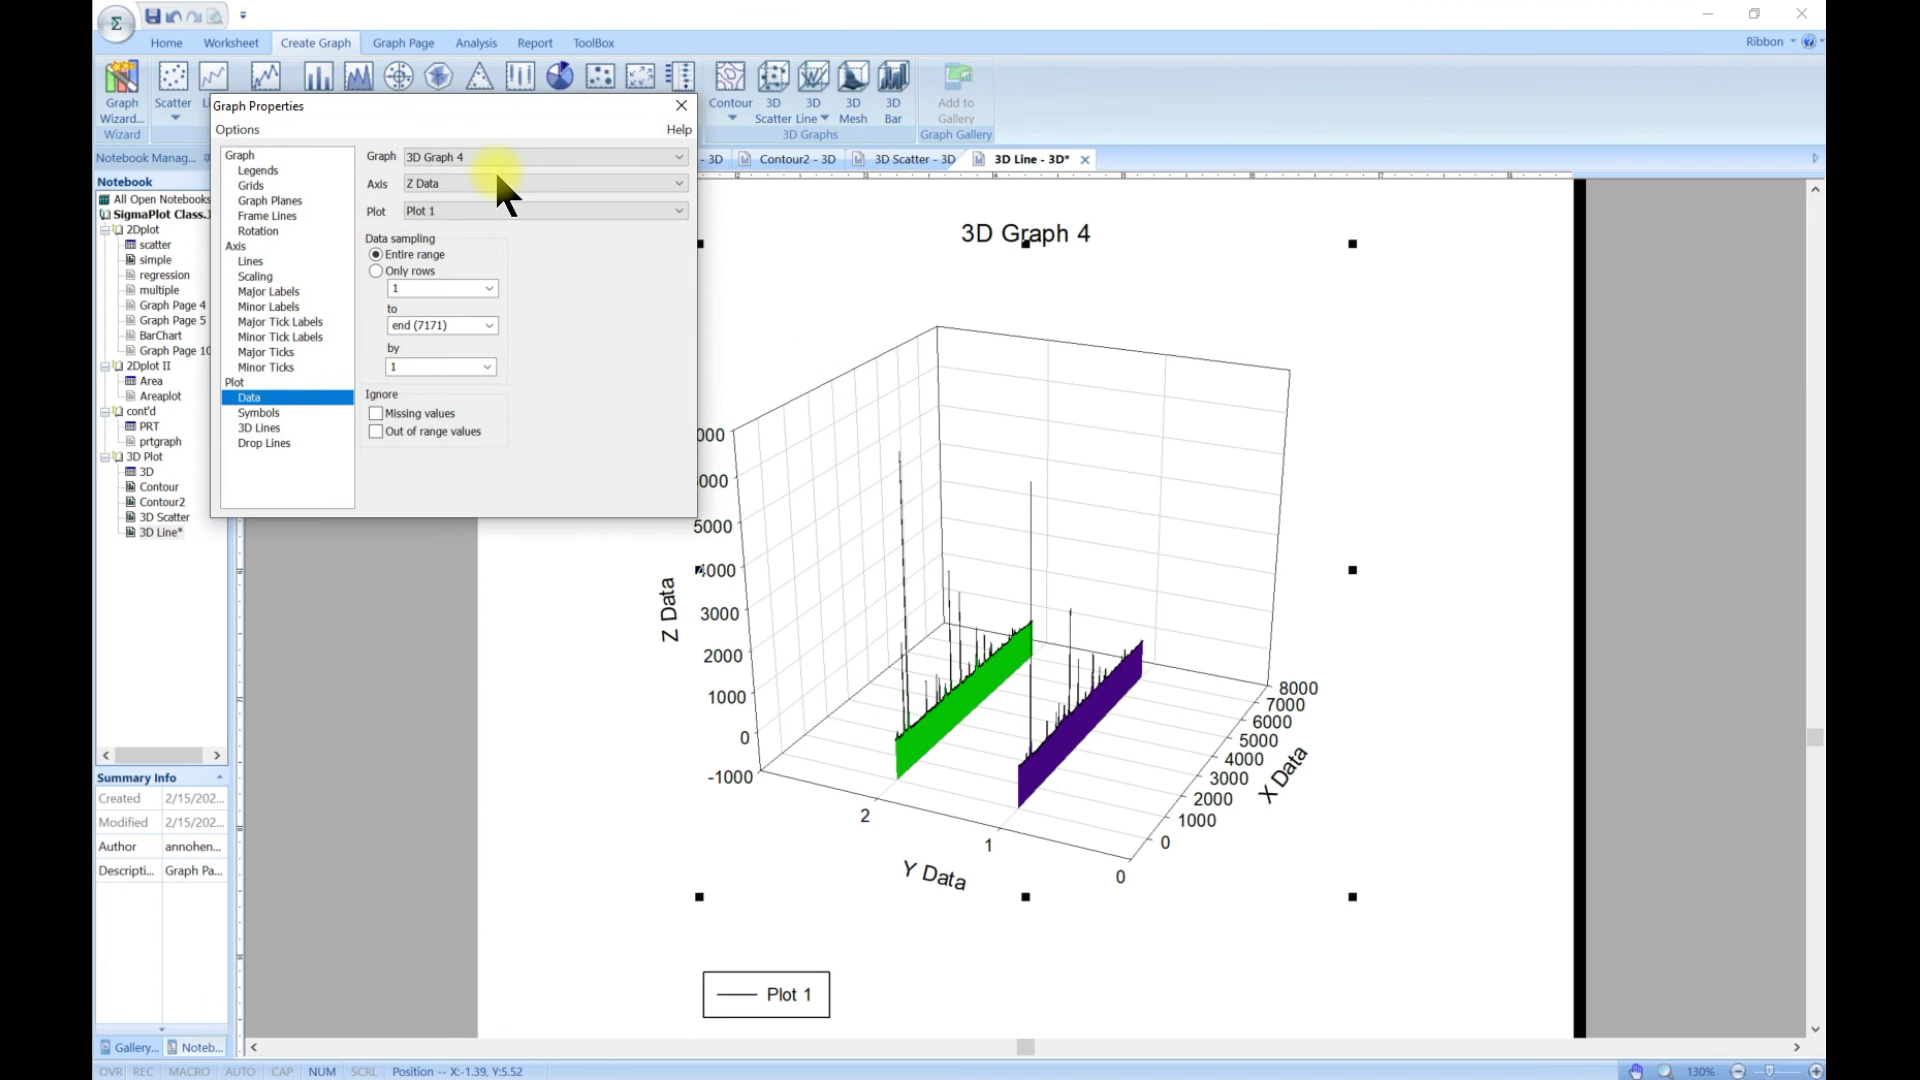 Σ
Home Worksheet Create Graph Graph Page Analysis Report ToolBox Ribbon
Graph Wizard... Scatter Contour 3D Scatter 3D Line 3D Mesh 3D Bar Add to Gallery
Wizard 3D Graphs Graph Gallery
Graph Properties
Options Help
Graph
Legends
Grids
Graph Planes
Frame Lines
Rotation
Axis
Lines
Scaling
Major Labels
Minor Labels
Major Tick Labels
Minor Tick Labels
Major Ticks
Minor Ticks
Plot
Data
Symbols
3D Lines
Drop Lines
Graph 3D Graph 4
Axis Z Data
Plot Plot 1
Data sampling
Entire range
Only rows
1
to
end (7171)
by
1
Ignore
Missing values
Out of range values
Notebook Manag...
Notebook
All Open Notebooks
SigmaPlot Class.
2Dplot
scatter
simple
regression
multiple
Graph Page 4
Graph Page 5
BarChart
Graph Page 10
2Dplot II
Area
Areaplot
cont'd
PRT
prtgraph
3D Plot
3D
Contour
Contour2
3D Scatter
3D Line*
Summary Info
Created 2/15/202...
Modified 2/15/202...
Author annohen...
Descripti... Graph Pa...
Gallery... Noteb...
- 3D Contour2 - 3D 3D Scatter - 3D 3D Line - 3D*
3D Graph 4
Z Data
000
5000
4000
3000
2000
1000
0
-1000
2
1
0
Y Data
8000
7000
6000
5000
4000
3000
2000
1000
0
X Data
Plot 1
OVR REC MACRO AUTO CAP NUM SCRL Position -- X:-1.39, Y:5.52 130%